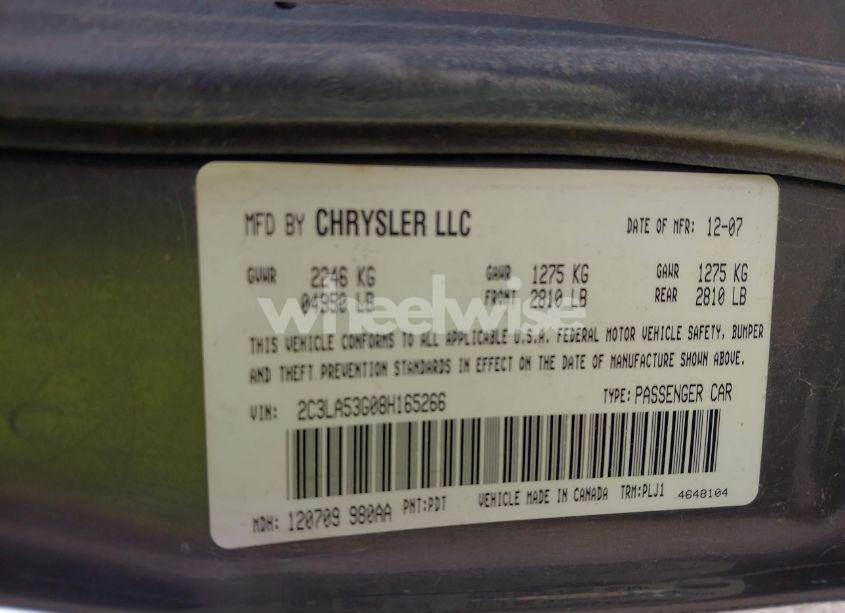 MFD BY CHRYSLER LLC DATE OF MFR: 12-07
GVWR 2246 KG GAWR 1275 KG GAWR 1275 KG
04950 LB FRONT 2810 LB REAR 2810 LB
wheelwise
THIS VEHICLE CONFORMS TO ALL APPLICABLE U.S.A. FEDERAL MOTOR VEHICLE SAFETY, BUMPER
AND THEFT PREVENTION STANDARDS IN EFFECT ON THE DATE OF MANUFACTURE SHOWN ABOVE.
VIN: 2C3LA53G08H165266 TYPE: PASSENGER CAR
MDH: 120709 980AA PNT:PDT VEHICLE MADE IN CANADA TRM:PLJ1 4648104